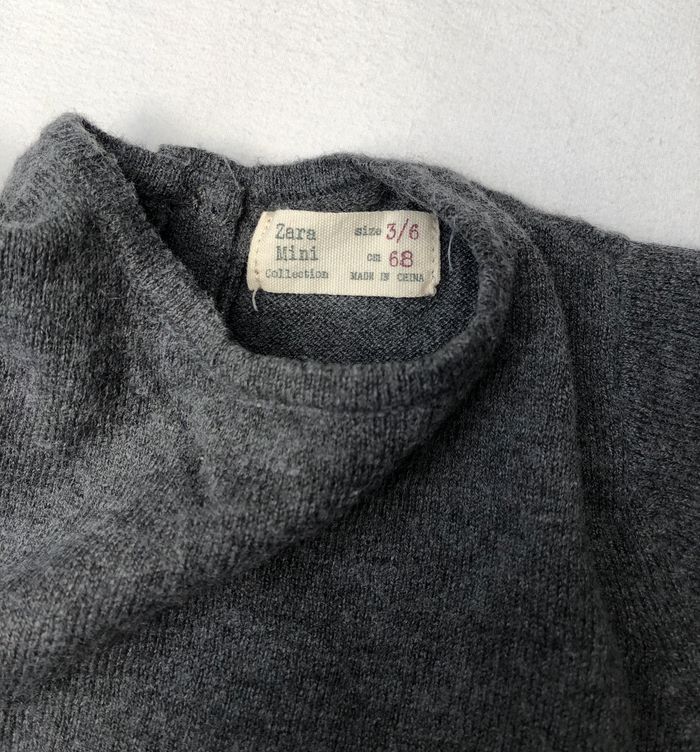 Zara size 3/6
Mini cm 68
Collection MADE IN CHINA